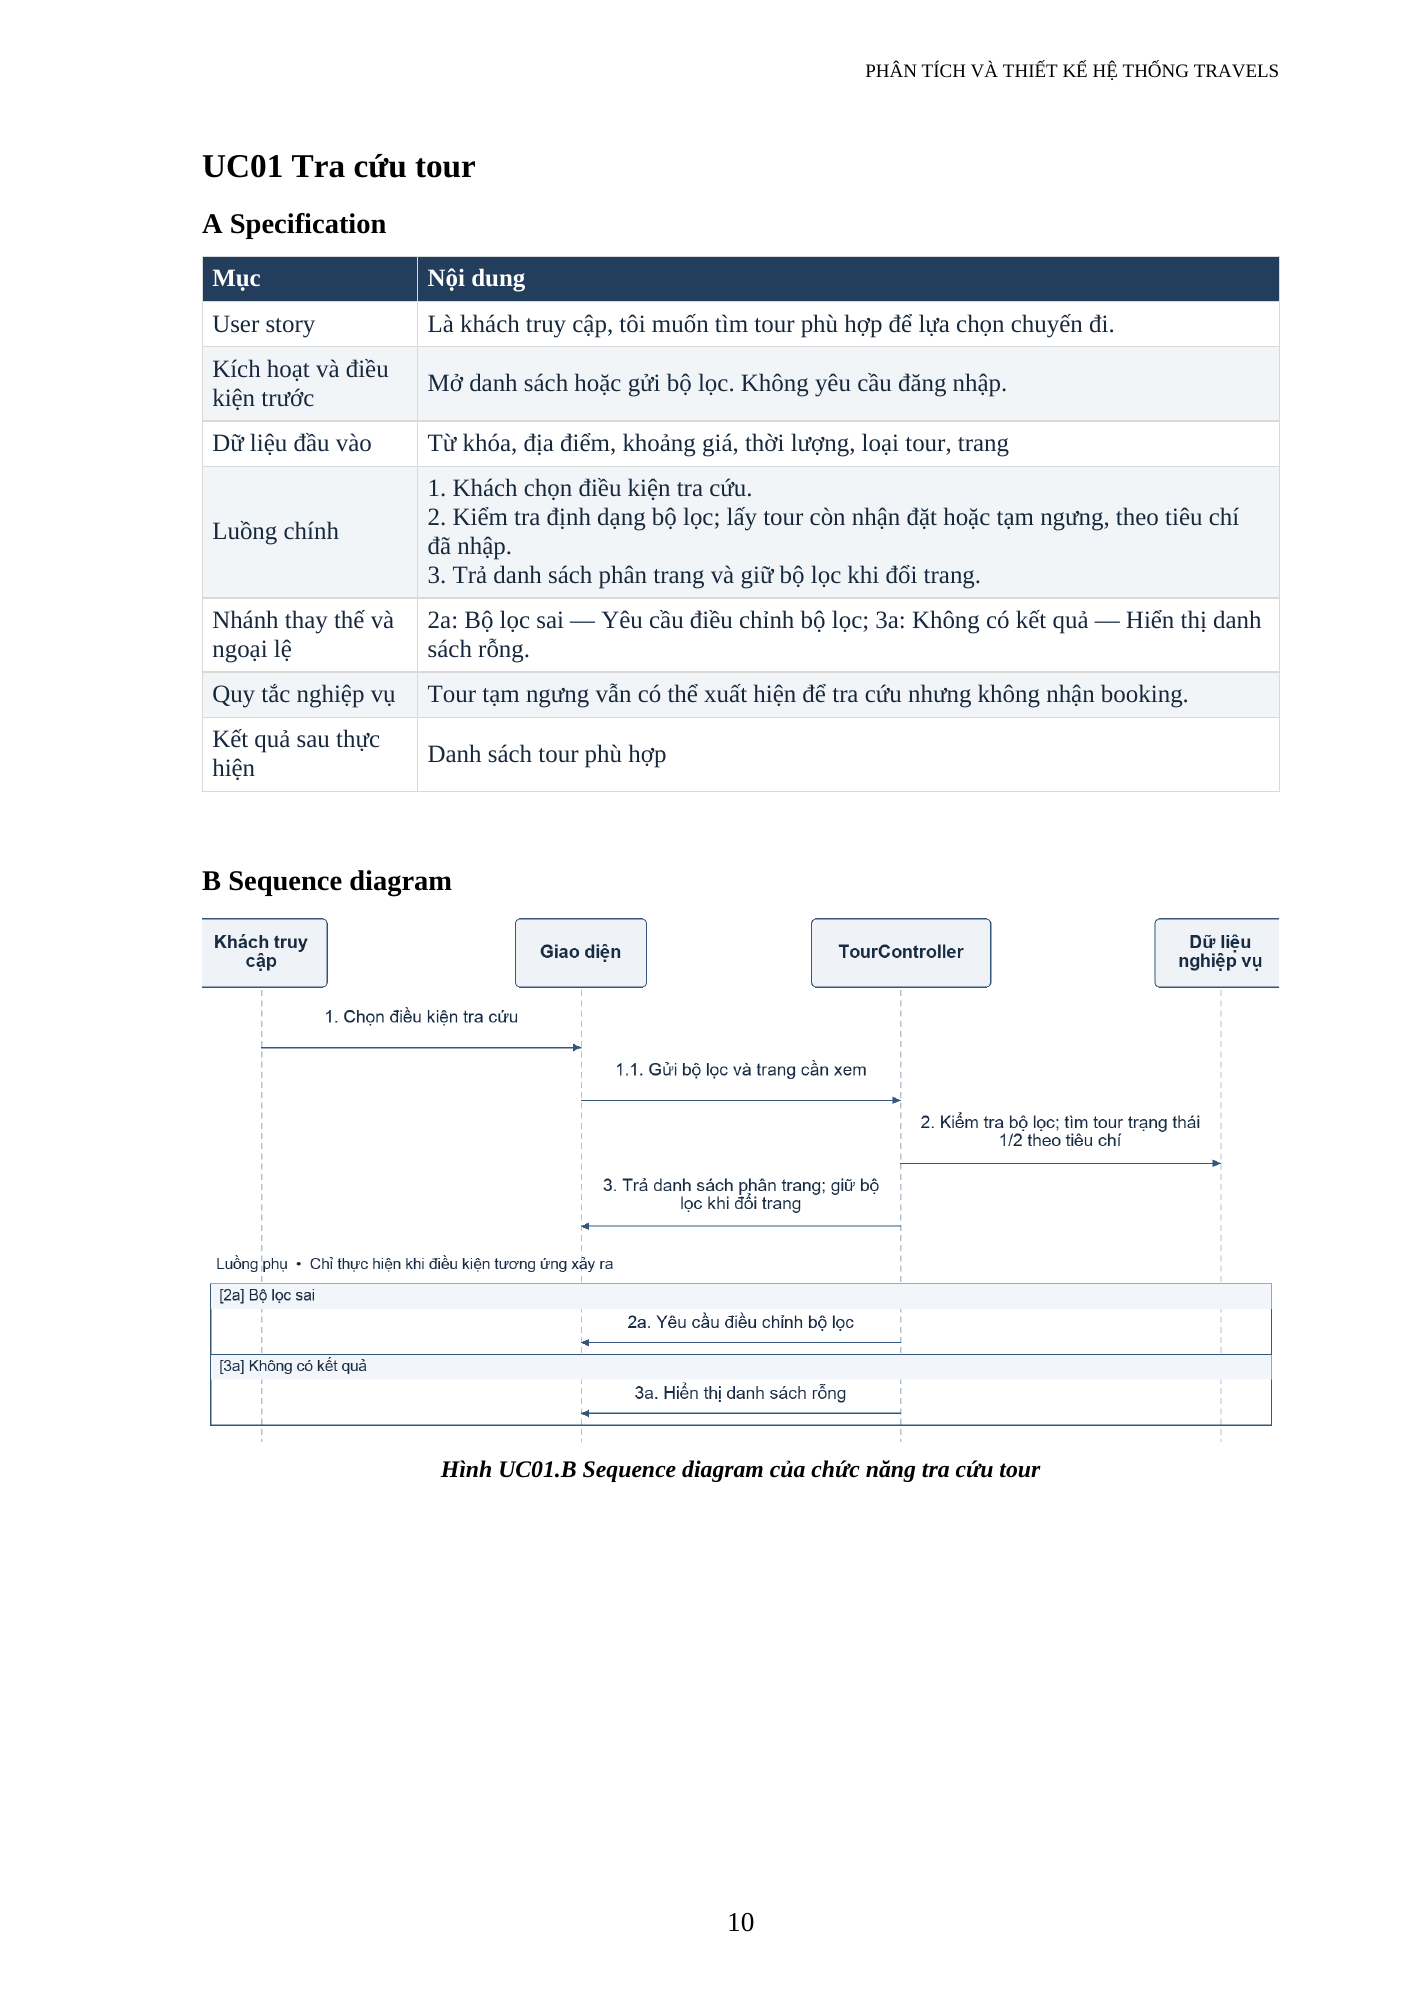 PHÂN TÍCH VÀ THIẾT KẾ HỆ THỐNG TRAVELS
UC01 Tra cứu tour
A Specification
Mục
Nội dung
User story
Là khách truy cập, tôi muốn tìm tour phù hợp để lựa chọn chuyến đi.
Kích hoạt và điều
kiện trước
Mở danh sách hoặc gửi bộ lọc. Không yêu cầu đăng nhập.
Dữ liệu đầu vào
Từ khóa, địa điểm, khoảng giá, thời lượng, loại tour, trang
Luồng chính
1. Khách chọn điều kiện tra cứu.
2. Kiểm tra định dạng bộ lọc; lấy tour còn nhận đặt hoặc tạm ngưng, theo tiêu chí
đã nhập.
3. Trả danh sách phân trang và giữ bộ lọc khi đổi trang.
Nhánh thay thế và
ngoại lệ
2a: Bộ lọc sai — Yêu cầu điều chỉnh bộ lọc; 3a: Không có kết quả — Hiển thị danh
sách rỗng.
Quy tắc nghiệp vụ
Tour tạm ngưng vẫn có thể xuất hiện để tra cứu nhưng không nhận booking.
Kết quả sau thực
hiện
Danh sách tour phù hợp
B Sequence diagram
Khách truy
cập
Giao diện
TourController
Dữ liệu
nghiệp vụ
1. Chọn điều kiện tra cứu
1.1. Gửi bộ lọc và trang cần xem
2. Kiểm tra bộ lọc; tìm tour trạng thái
1/2 theo tiêu chí
3. Trả danh sách phân trang; giữ bộ
lọc khi đổi trang
Luồng phụ • Chỉ thực hiện khi điều kiện tương ứng xảy ra
[2a] Bộ lọc sai
2a. Yêu cầu điều chỉnh bộ lọc
[3a] Không có kết quả
3a. Hiển thị danh sách rỗng
Hình UC01.B Sequence diagram của chức năng tra cứu tour
10